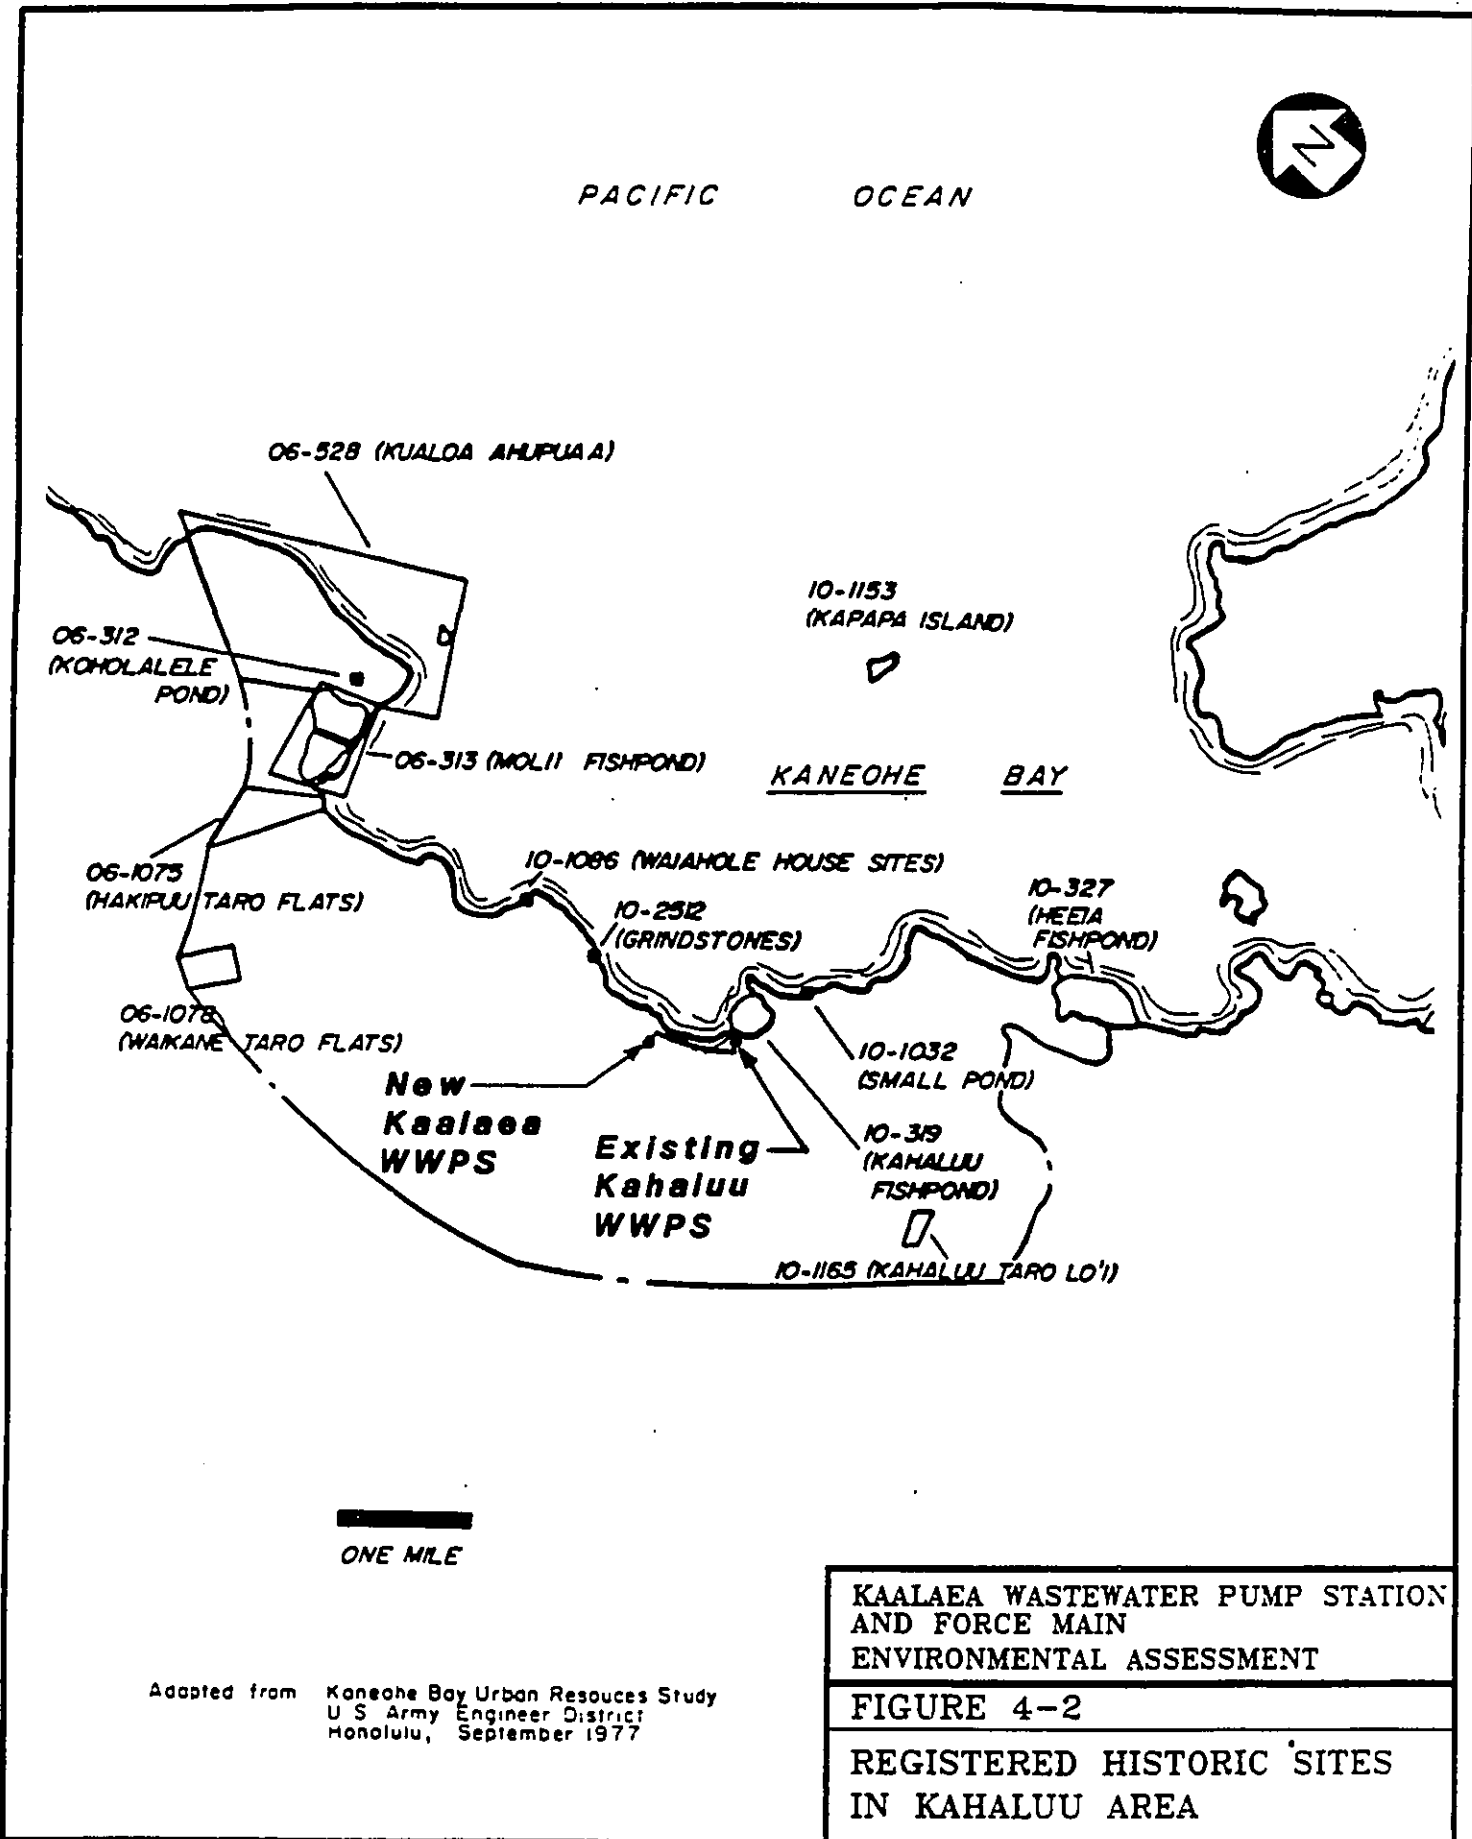 N
PACIFIC OCEAN
06-528 (KUALOA AHUPUAA)
10-1153
(KAPAPA ISLAND)
06-312
(KOHOLALELE
POND)
06-313 (MOLII FISHPOND)
KANEOHE BAY
06-1075
(HAKIPUU TARO FLATS)
10-1086 (WAIAHOLE HOUSE SITES)
10-2512
(GRINDSTONES)
10-327
(HEEIA
FISHPOND)
06-1078
(WAIKANE TARO FLATS)
10-1032
(SMALL POND)
New
Kaalaea
WWPS
Existing
Kahaluu
WWPS
10-319
(KAHALUU
FISHPOND)
10-1165 (KAHALUU TARO LO'I)
ONE MILE
Adapted from Kaneohe Bay Urban Resouces Study
U S Army Engineer District
Honolulu, September 1977
KAALAEA WASTEWATER PUMP STATION
AND FORCE MAIN
ENVIRONMENTAL ASSESSMENT
FIGURE 4-2
REGISTERED HISTORIC SITES
IN KAHALUU AREA